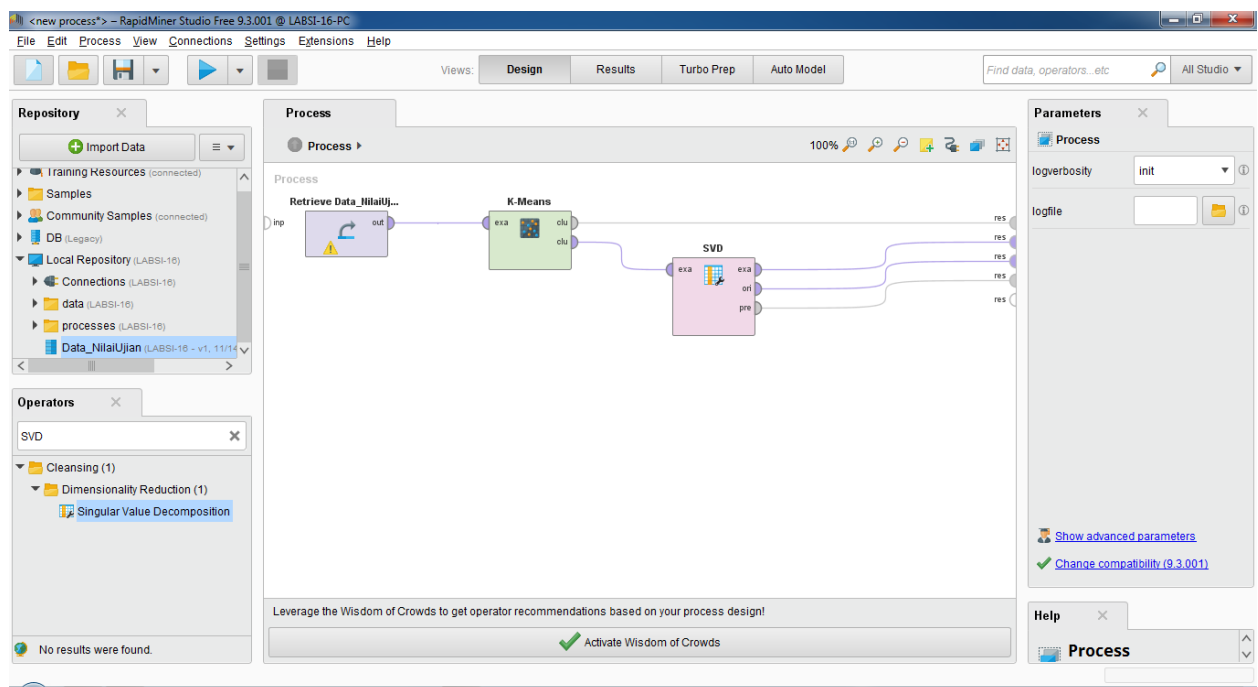 <new process*> – RapidMiner Studio Free 9.3.001 @ LABSI-16-PC
File Edit Process View Connections Settings Extensions Help
Views: Design Results Turbo Prep Auto Model
Find data, operators...etc
All Studio
Repository
Import Data
Training Resources (connected)
Samples
Community Samples (connected)
DB (Legacy)
Local Repository (LABSI-16)
Connections (LABSI-16)
data (LABSI-16)
processes (LABSI-16)
Data_NilaiUjian (LABSI-16 - v1, 11/14
Operators
SVD
Cleansing (1)
Dimensionality Reduction (1)
Singular Value Decomposition
No results were found.
Process
Process
100%
Process
Retrieve Data_NilaiUj...
inp
out
K-Means
exa clu
clu
SVD
exa exa
ori
pre
res
res
res
res
res
Leverage the Wisdom of Crowds to get operator recommendations based on your process design!
Activate Wisdom of Crowds
Parameters
Process
logverbosity init
logfile
Show advanced parameters
Change compatibility (9.3.001)
Help
Process